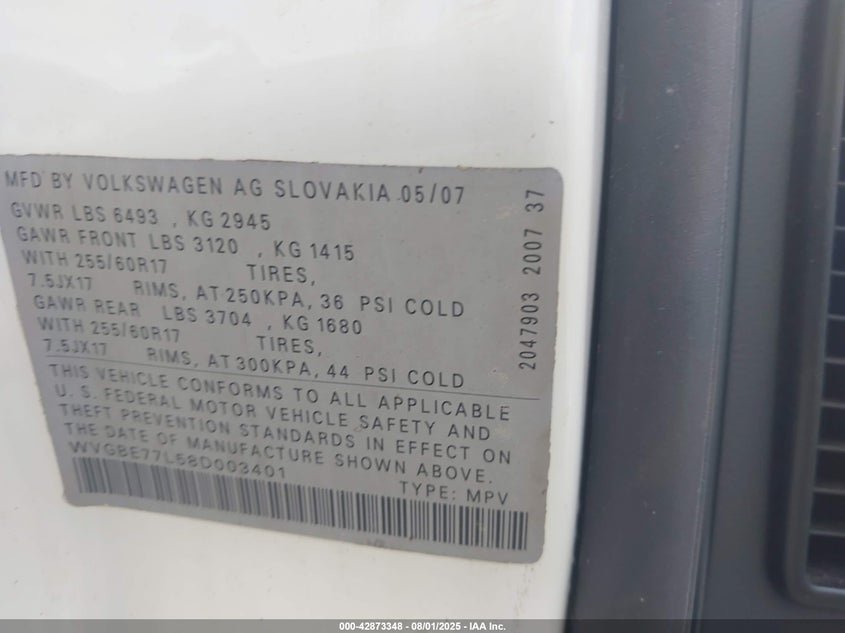 MFD BY VOLKSWAGEN AG SLOVAKIA 05/07
GVWR LBS 6493 , KG 2945
GAWR FRONT LBS 3120 , KG 1415
WITH 255/60R17 TIRES,
7.5JX17 RIMS, AT 250KPA, 36 PSI COLD
GAWR REAR LBS 3704 , KG 1680
WITH 255/60R17 TIRES,
7.5JX17 RIMS, AT 300KPA, 44 PSI COLD
THIS VEHICLE CONFORMS TO ALL APPLICABLE
U. S. FEDERAL MOTOR VEHICLE SAFETY AND
THEFT PREVENTION STANDARDS IN EFFECT ON
THE DATE OF MANUFACTURE SHOWN ABOVE.
WVGBE77L58D003401
TYPE: MPV
2047903 2007 37
000-42873348 - 08/01/2025 - IAA Inc.